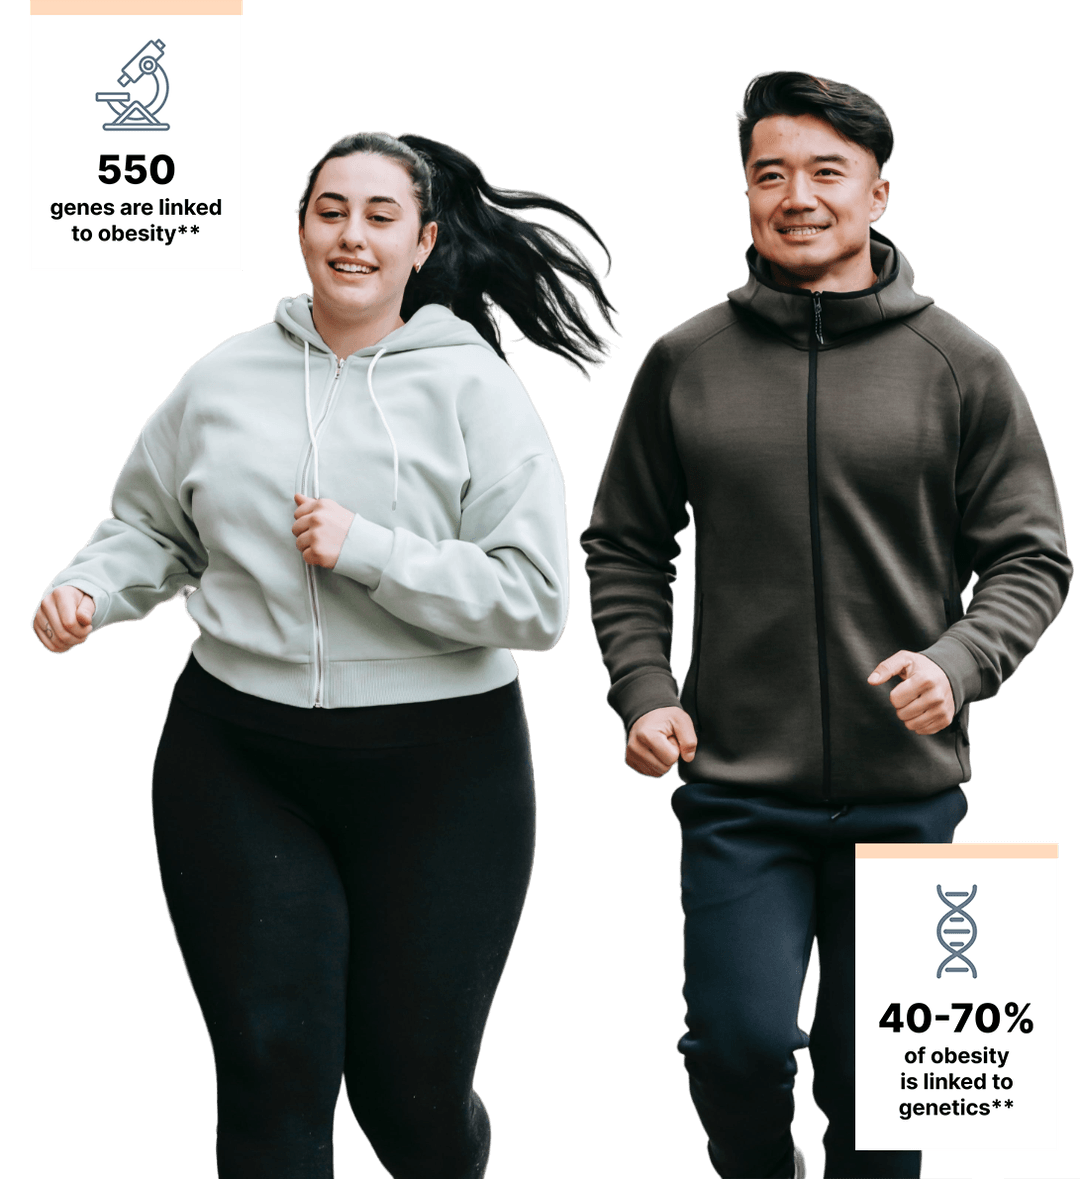 550
genes are linked
to obesity**
40-70%
of obesity
is linked to
genetics**